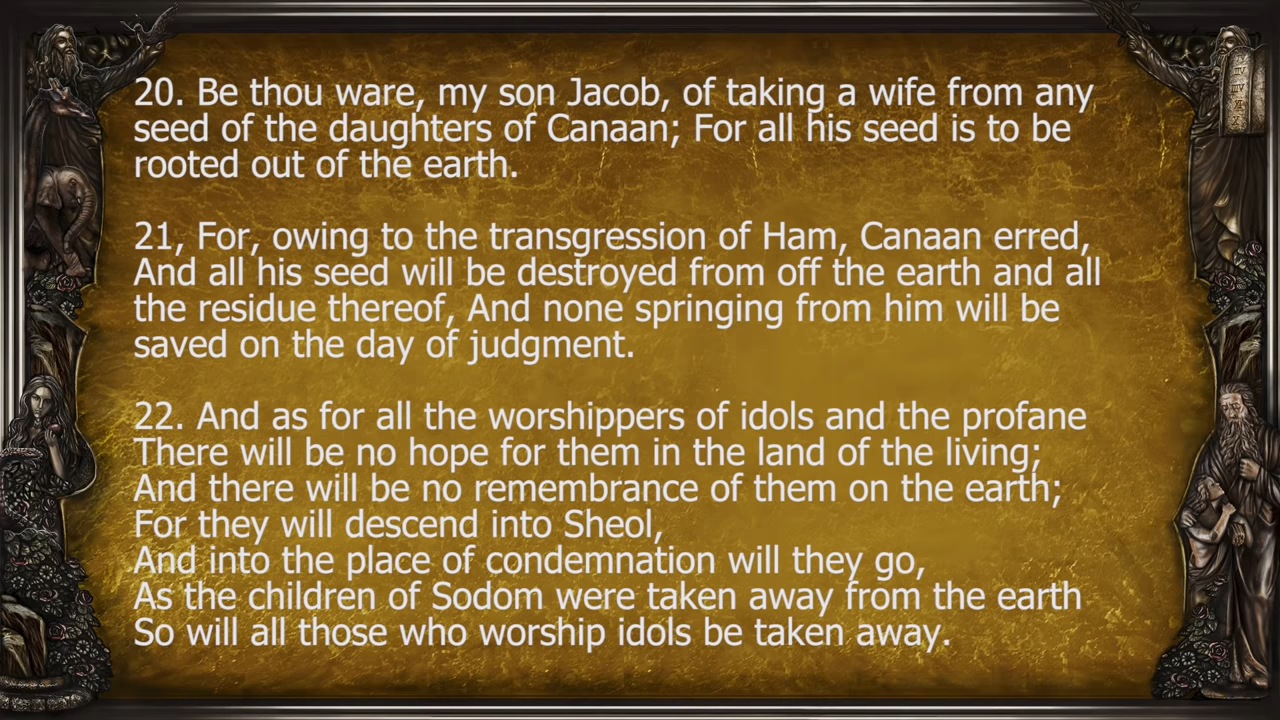 20. Be thou ware, my son Jacob, of taking a wife from any
seed of the daughters of Canaan; For all his seed is to be
rooted out of the earth.
21, For, owing to the transgression of Ham, Canaan erred,
And all his seed will be destroyed from off the earth and all
the residue thereof, And none springing from him will be
saved on the day of judgment.
22. And as for all the worshippers of idols and the profane
There will be no hope for them in the land of the living;
And there will be no remembrance of them on the earth;
For they will descend into Sheol,
And into the place of condemnation will they go,
As the children of Sodom were taken away from the earth
So will all those who worship idols be taken away.